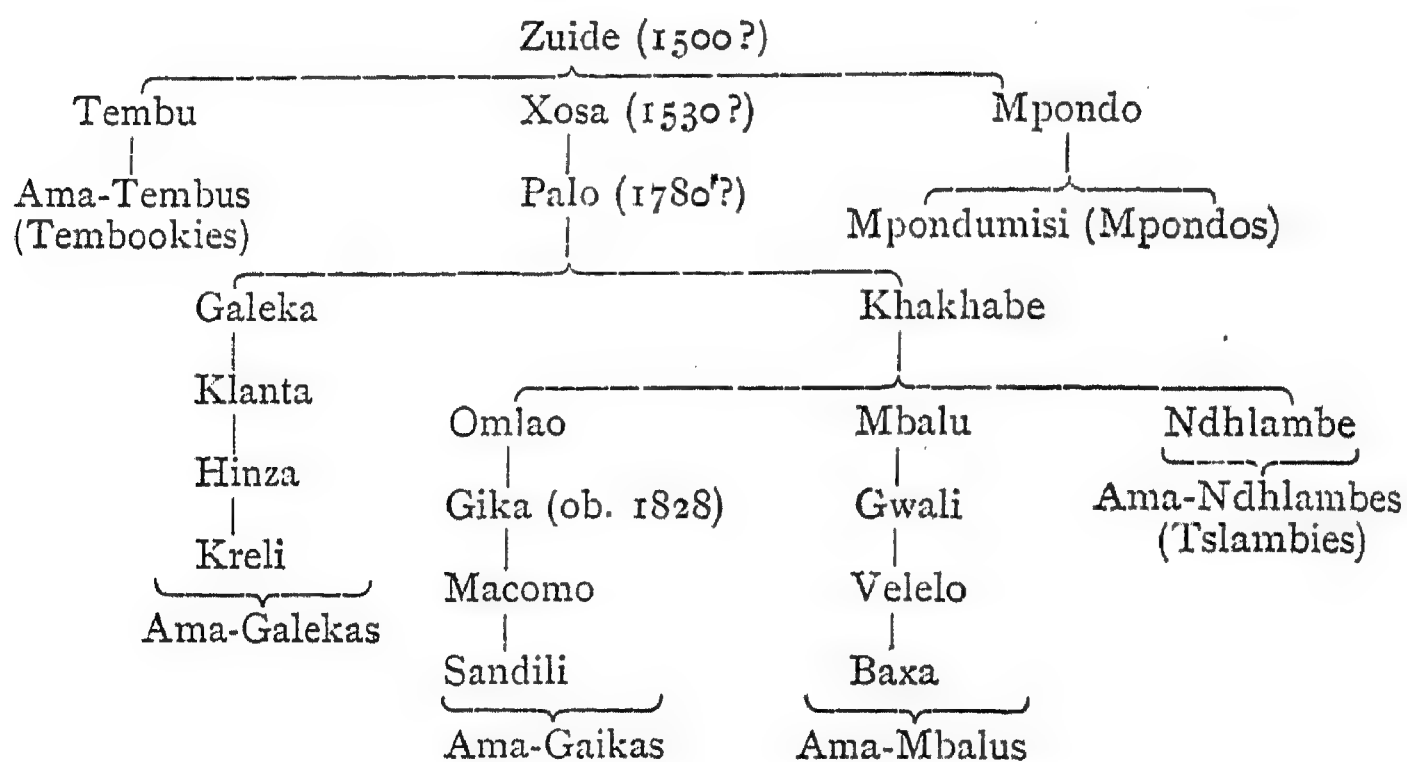 Zuide (1500?)
Tembu Xosa (1530?) Mpondo
Ama-Tembus Palo (1780?)
(Tembookies) Mpondumisi (Mpondos)
Galeka Khakhabe
Klanta
Omlao Mbalu Ndhlambe
Hinza
Gika (ob. 1828) Gwali Ama-Ndhlambes
(Tslambies)
Kreli
Macomo Velelo
Ama-Galekas
Sandili Baxa
Ama-Gaikas Ama-Mbalus